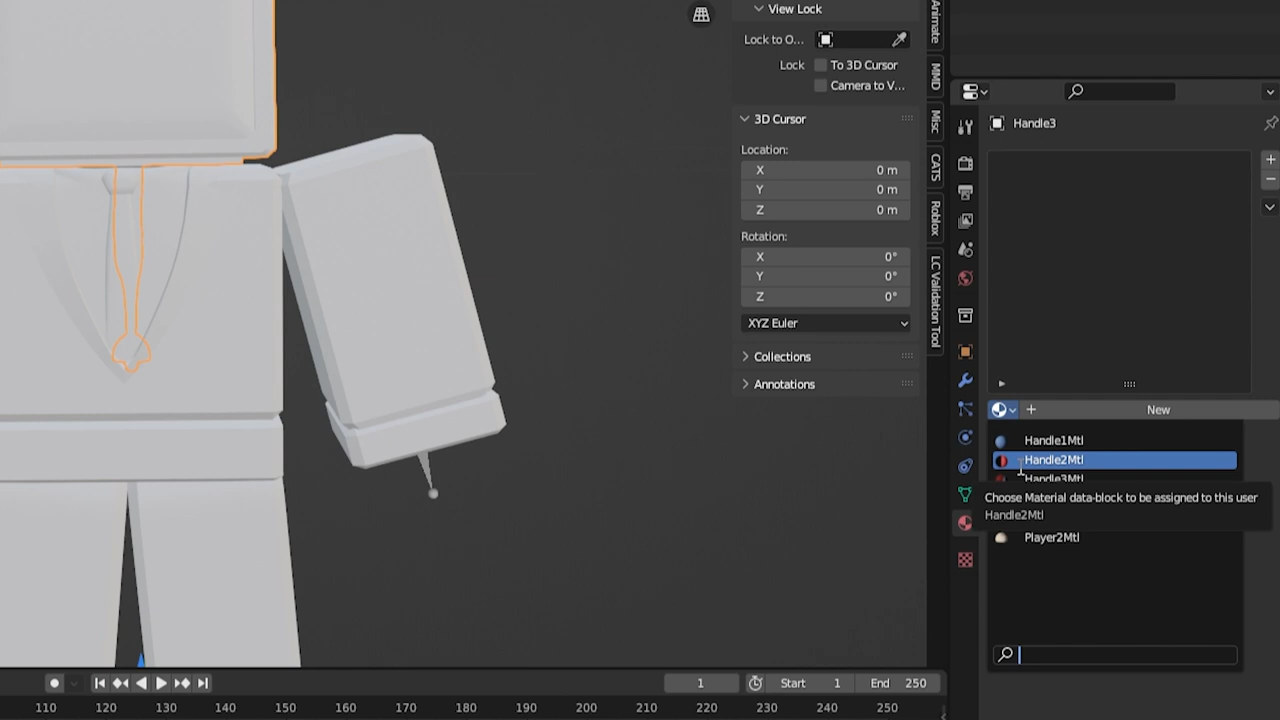 View Lock
Lock to O...
Lock
To 3D Cursor
Camera to V...
3D Cursor
Location:
X 0 m
Y 0 m
Z 0 m
Rotation:
X 0°
Y 0°
Z 0°
XYZ Euler
Collections
Annotations
Animate
MMD
Misc
CATS
Roblox
LC Validation Tool
Handle3
New
Handle1Mtl
Handle2Mtl
Handle3Mtl
Choose Material data-block to be assigned to this user
Handle2Mtl
Player2Mtl
1
Start 1
End 250
110 120 130 140 150 160 170 180 190 200 210 220 230 240 250